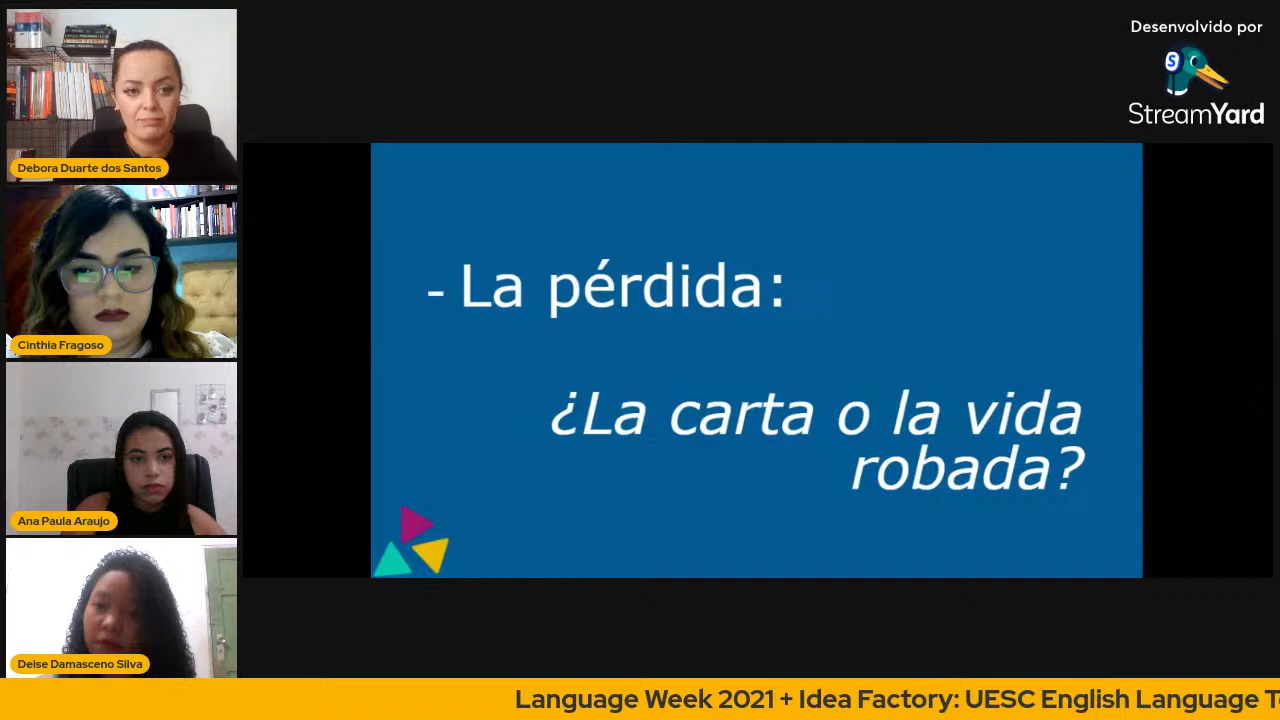 Desenvolvido por
StreamYard
Debora Duarte dos Santos
Cinthia Fragoso
Ana Paula Araujo
Deise Damasceno Silva
- La pérdida:
¿La carta o la vida
robada?
Language Week 2021 + Idea Factory: UESC English Language